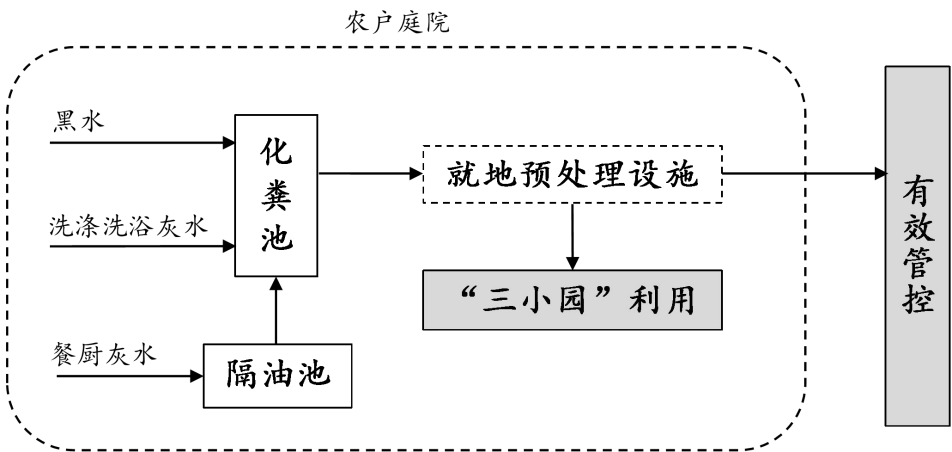 农户庭院
黑水
化粪池
就地预处理设施
有效管控
洗涤洗浴灰水
“三小园”利用
餐厨灰水
隔油池